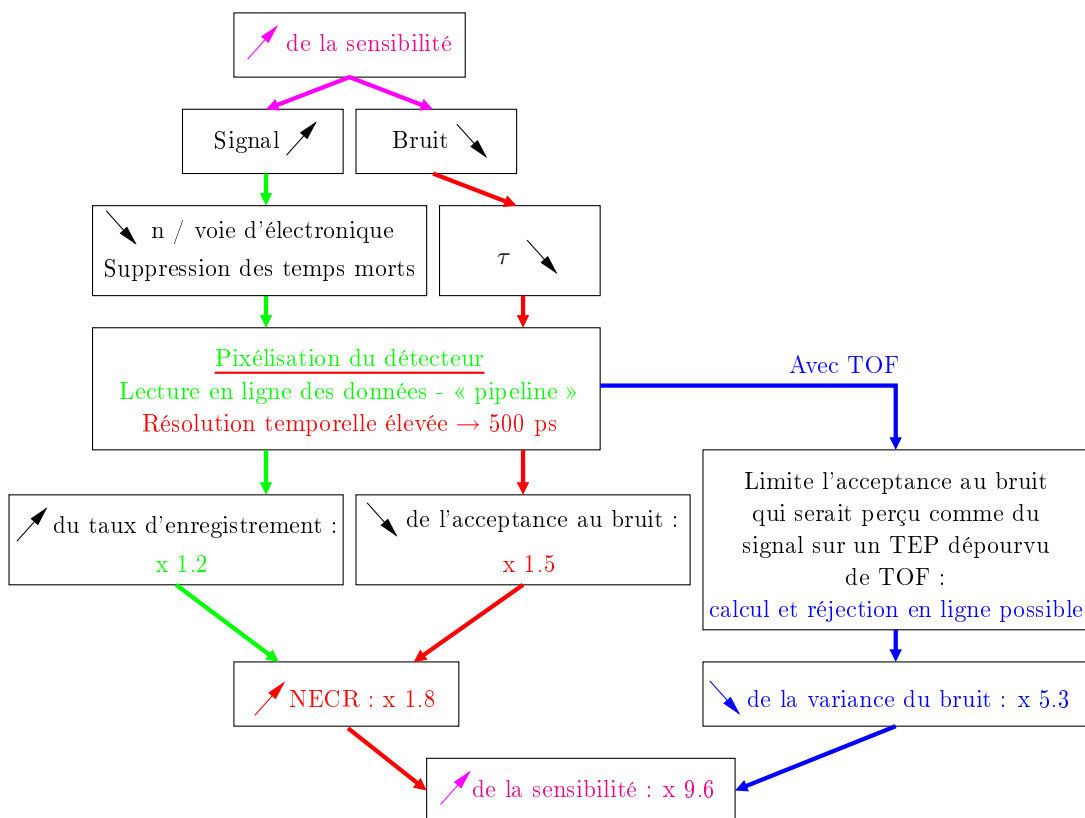 de la sensibilité
Signal
Bruit
n / voie d'électronique
Suppression des temps morts
τ
Pixélisation du détecteur
Lecture en ligne des données - « pipeline »
Résolution temporelle élevée → 500 ps
Avec TOF
Limite l'acceptance au bruit
qui serait perçu comme du
signal sur un TEP dépourvu
de TOF :
calcul et réjection en ligne possible
du taux d'enregistrement :
x 1.2
de l'acceptance au bruit :
x 1.5
NECR : x 1.8
de la variance du bruit : x 5.3
de la sensibilité : x 9.6